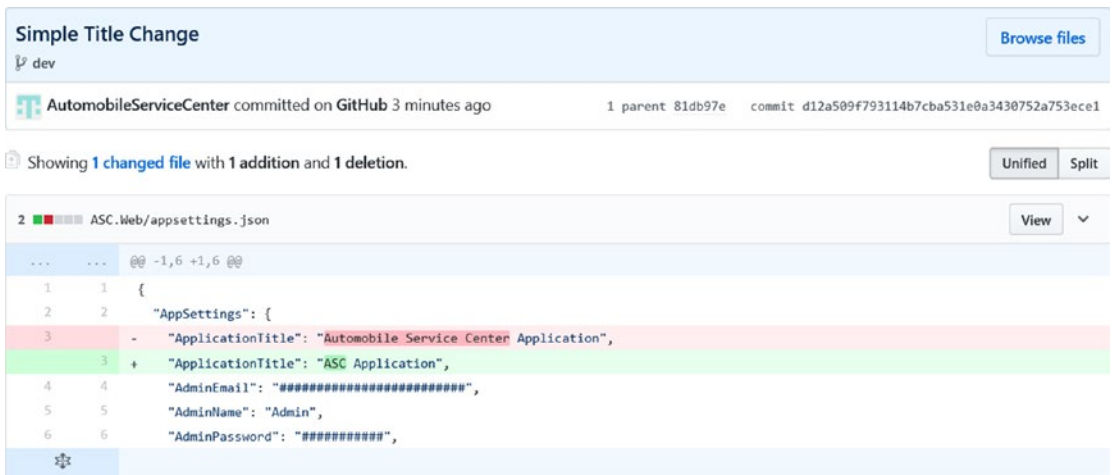 Simple Title Change
Browse files
dev
AutomobileServiceCenter committed on GitHub 3 minutes ago 1 parent 81db97e commit d12a509f793114b7cba531e0a3430752a753ece1
Showing 1 changed file with 1 addition and 1 deletion. Unified Split
2 ASC.Web/appsettings.json View
... ... @@ -1,6 +1,6 @@
1 1 {
2 2 "AppSettings": {
3 - "ApplicationTitle": "Automobile Service Center Application",
3 + "ApplicationTitle": "ASC Application",
4 4 "AdminEmail": "#########################",
5 5 "AdminName": "Admin",
6 6 "AdminPassword": "###########",